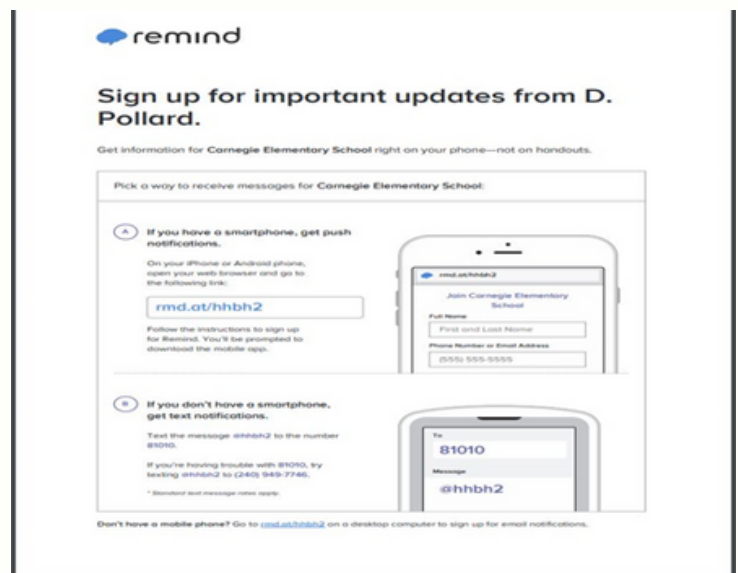 remind
Sign up for important updates from D.
Pollard.
Get information for Carnegie Elementary School right on your phone—not on handouts.
Pick a way to receive messages for Carnegie Elementary School:
A
If you have a smartphone, get push
notifications.
On your iPhone or Android phone,
open your web browser and go to
the following link:
rmd.at/hhbh2
Follow the instructions to sign up
for Remind. You'll be prompted to
download the mobile app.
rmd.at/hhbh2
Join Carnegie Elementary
School
Full Name
First and Last Name
Phone Number or Email Address
(555) 555-5555
B
If you don't have a smartphone,
get text notifications.
Text the message @hhbh2 to the number
81010.
If you're having trouble with 81010, try
texting @hhbh2 to (240) 949-7746.
* Standard text message rates apply.
To
81010
Message
@hhbh2
Don't have a mobile phone? Go to rmd.at/hhbh2 on a desktop computer to sign up for email notifications.